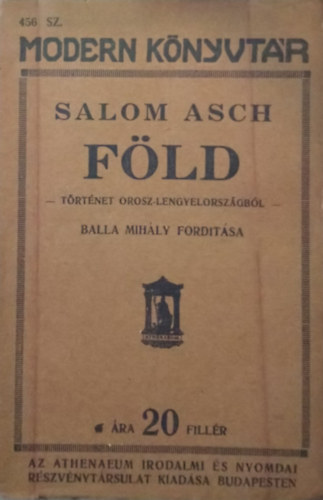 456 SZ.
MODERN KÖNYVTÁR
SALOM ASCH
FÖLD
— TÖRTÉNET OROSZ-LENGYELORSZÁGBÓL —
BALLA MIHÁLY FORDITÁSA
ÁRA 20 FILLÉR
AZ ATHENAEUM IRODALMI ÉS NYOMDAI
RÉSZVÉNYTÁRSULAT KIADÁSA BUDAPESTEN